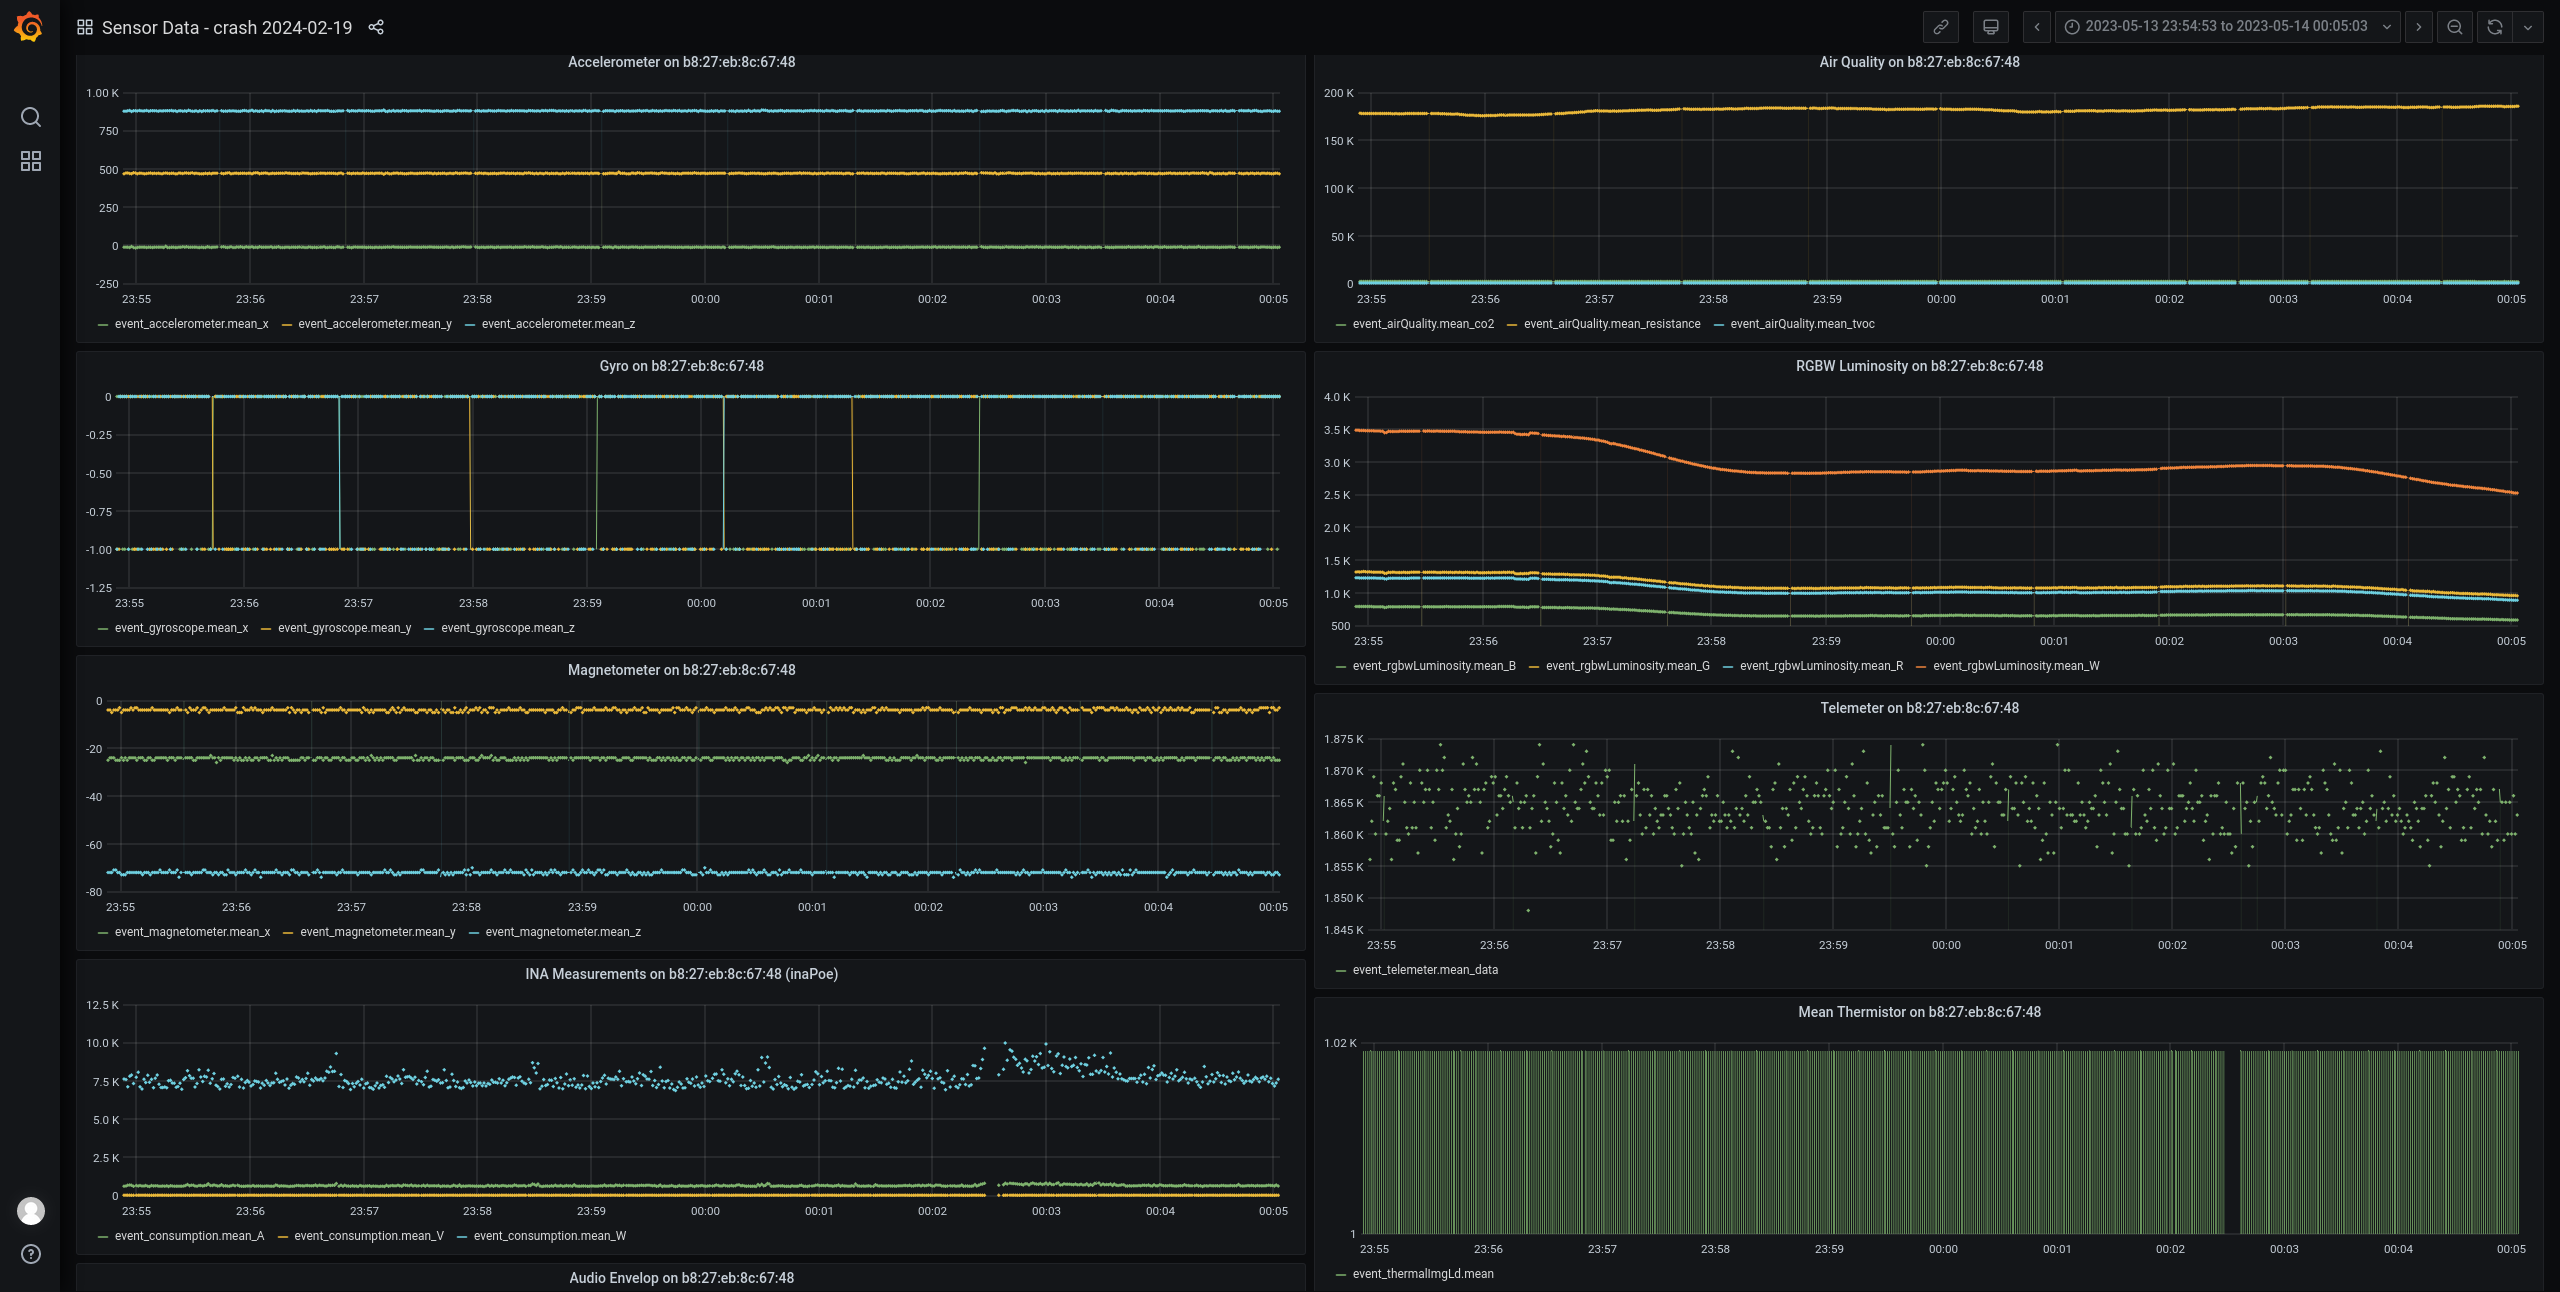 Sensor Data - crash 2024-02-19
2023-05-13 23:54:53 to 2023-05-14 00:05:03
Accelerometer on b8:27:eb:8c:67:48
1.00 K
750
500
250
0
-250
23:55 23:56 23:57 23:58 23:59 00:00 00:01 00:02 00:03 00:04 00:05
event_accelerometer.mean_x event_accelerometer.mean_y event_accelerometer.mean_z
Gyro on b8:27:eb:8c:67:48
0
-0.25
-0.50
-0.75
-1.00
-1.25
23:55 23:56 23:57 23:58 23:59 00:00 00:01 00:02 00:03 00:04 00:05
event_gyroscope.mean_x event_gyroscope.mean_y event_gyroscope.mean_z
Magnetometer on b8:27:eb:8c:67:48
0
-20
-40
-60
-80
23:55 23:56 23:57 23:58 23:59 00:00 00:01 00:02 00:03 00:04 00:05
event_magnetometer.mean_x event_magnetometer.mean_y event_magnetometer.mean_z
INA Measurements on b8:27:eb:8c:67:48 (inaPoe)
12.5 K
10.0 K
7.5 K
5.0 K
2.5 K
0
23:55 23:56 23:57 23:58 23:59 00:00 00:01 00:02 00:03 00:04 00:05
event_consumption.mean_A event_consumption.mean_V event_consumption.mean_W
Audio Envelop on b8:27:eb:8c:67:48
Air Quality on b8:27:eb:8c:67:48
200 K
150 K
100 K
50 K
0
23:55 23:56 23:57 23:58 23:59 00:00 00:01 00:02 00:03 00:04 00:05
event_airQuality.mean_co2 event_airQuality.mean_resistance event_airQuality.mean_tvoc
RGBW Luminosity on b8:27:eb:8c:67:48
4.0 K
3.5 K
3.0 K
2.5 K
2.0 K
1.5 K
1.0 K
500
23:55 23:56 23:57 23:58 23:59 00:00 00:01 00:02 00:03 00:04 00:05
event_rgbwLuminosity.mean_B event_rgbwLuminosity.mean_G event_rgbwLuminosity.mean_R event_rgbwLuminosity.mean_W
Telemeter on b8:27:eb:8c:67:48
1.875 K
1.870 K
1.865 K
1.860 K
1.855 K
1.850 K
1.845 K
23:55 23:56 23:57 23:58 23:59 00:00 00:01 00:02 00:03 00:04 00:05
event_telemeter.mean_data
Mean Thermistor on b8:27:eb:8c:67:48
1.02 K
1
23:55 23:56 23:57 23:58 23:59 00:00 00:01 00:02 00:03 00:04 00:05
event_thermalImgLd.mean